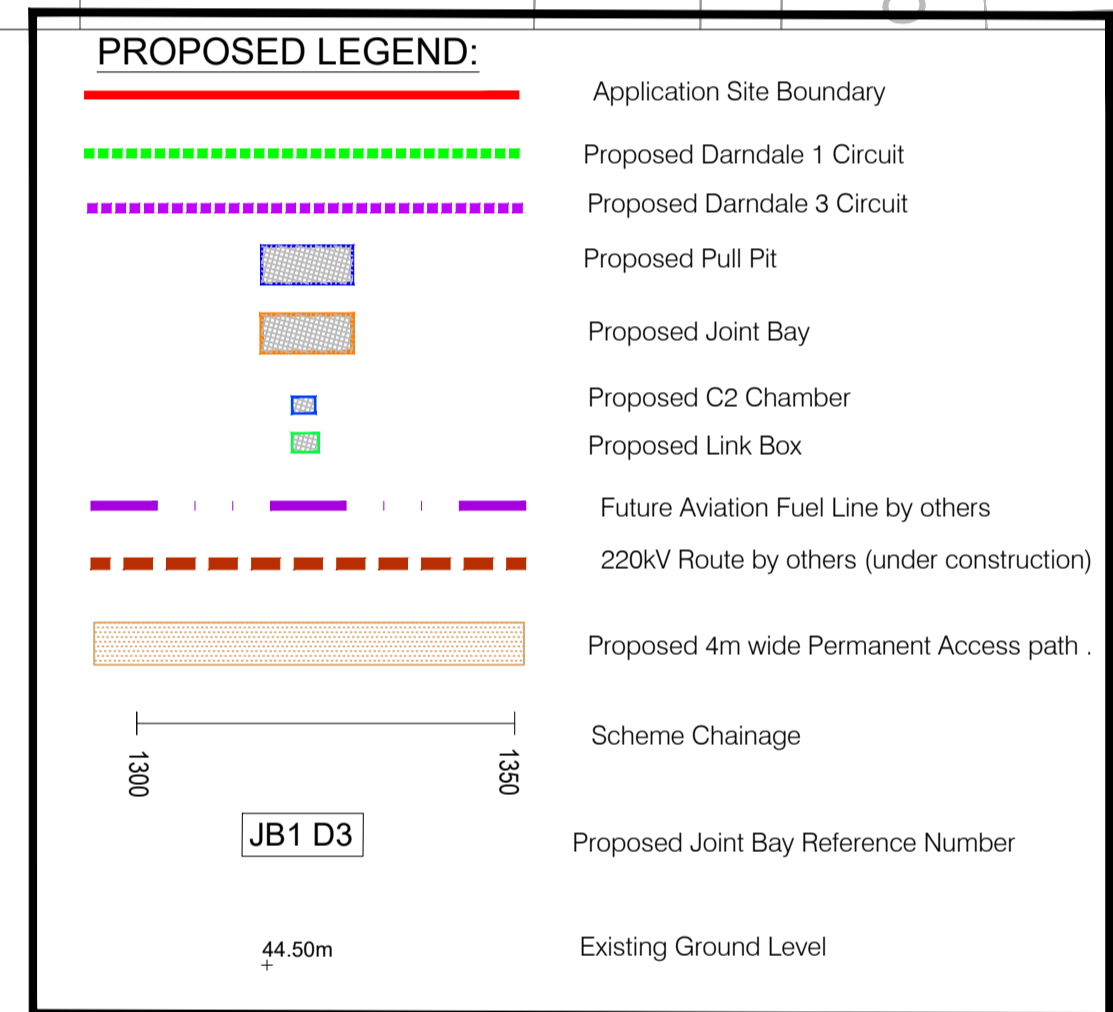 PROPOSED LEGEND:
Application Site Boundary
Proposed Darndale 1 Circuit
Proposed Darndale 3 Circuit
Proposed Pull Pit
Proposed Joint Bay
Proposed C2 Chamber
Proposed Link Box
Future Aviation Fuel Line by others
220kV Route by others (under construction)
Proposed 4m wide Permanent Access path .
Scheme Chainage
1300
1350
JB1 D3
Proposed Joint Bay Reference Number
44.50m
Existing Ground Level